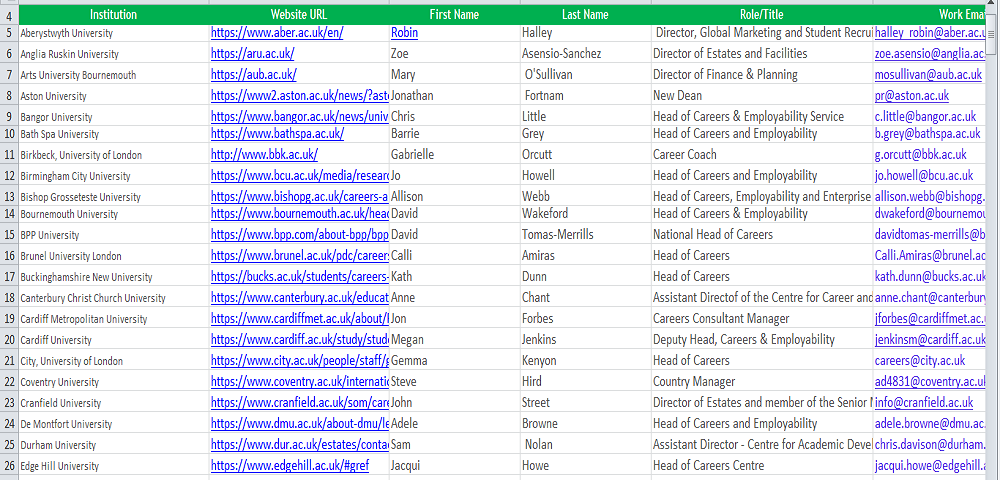 4 Institution Website URL First Name Last Name Role/Title Work Ema
5 Aberystwyth University https://www.aber.ac.uk/en/ Robin Halley Director, Global Marketing and Student Recrui halley_robin@aber.ac.u
6 Anglia Ruskin University https://aru.ac.uk/ Zoe Asensio-Sanchez Director of Estates and Facilities zoe.asensio@anglia.ac.
7 Arts University Bournemouth https://aub.ac.uk/ Mary O'Sullivan Director of Finance & Planning mosullivan@aub.ac.uk
8 Aston University https://www2.aston.ac.uk/news/?ast Jonathan Fortnam New Dean pr@aston.ac.uk
9 Bangor University https://www.bangor.ac.uk/news/univ Chris Little Head of Careers & Employability Service c.little@bangor.ac.uk
10 Bath Spa University https://www.bathspa.ac.uk/ Barrie Grey Head of Careers and Employability b.grey@bathspa.ac.uk
11 Birkbeck, University of London http://www.bbk.ac.uk/ Gabrielle Orcutt Career Coach g.orcutt@bbk.ac.uk
12 Birmingham City University https://www.bcu.ac.uk/media/researc Jo Howell Head of Careers and Employability jo.howell@bcu.ac.uk
13 Bishop Grosseteste University https://www.bishopg.ac.uk/careers-a Allison Webb Head of Careers, Employability and Enterprise allison.webb@bishopg.
14 Bournemouth University https://www.bournemouth.ac.uk/head David Wakeford Head of Careers & Employability dwakeford@bournemou
15 BPP University https://www.bpp.com/about-bpp/bpp David Tomas-Merrills National Head of Careers davidtomas-merrills@b
16 Brunel University London https://www.brunel.ac.uk/pdc/career Calli Amiras Head of Careers Calli.Amiras@brunel.ac
17 Buckinghamshire New University https://bucks.ac.uk/students/careers- Kath Dunn Head of Careers kath.dunn@bucks.ac.uk
18 Canterbury Christ Church University https://www.canterbury.ac.uk/educat Anne Chant Assistant Directof of the Centre for Career and anne.chant@canterbury
19 Cardiff Metropolitan University https://www.cardiffmet.ac.uk/about/ Jon Forbes Careers Consultant Manager jforbes@cardiffmet.ac.
20 Cardiff University https://www.cardiff.ac.uk/study/stud Megan Jenkins Deputy Head, Careers & Employability jenkinsm@cardiff.ac.uk
21 City, University of London https://www.city.ac.uk/people/staff/g Gemma Kenyon Head of Careers careers@city.ac.uk
22 Coventry University https://www.coventry.ac.uk/internatio Steve Hird Country Manager ad4831@coventry.ac.uk
23 Cranfield University https://www.cranfield.ac.uk/som/care John Street Director of Estates and member of the Senior M info@cranfield.ac.uk
24 De Montfort University https://www.dmu.ac.uk/about-dmu/le Adele Browne Head of Careers and Employability adele.browne@dmu.ac.
25 Durham University https://www.dur.ac.uk/estates/conta Sam Nolan Assistant Director - Centre for Academic Deve chris.davison@durham.
26 Edge Hill University https://www.edgehill.ac.uk/#gref Jacqui Howe Head of Careers Centre jacqui.howe@edgehill.a